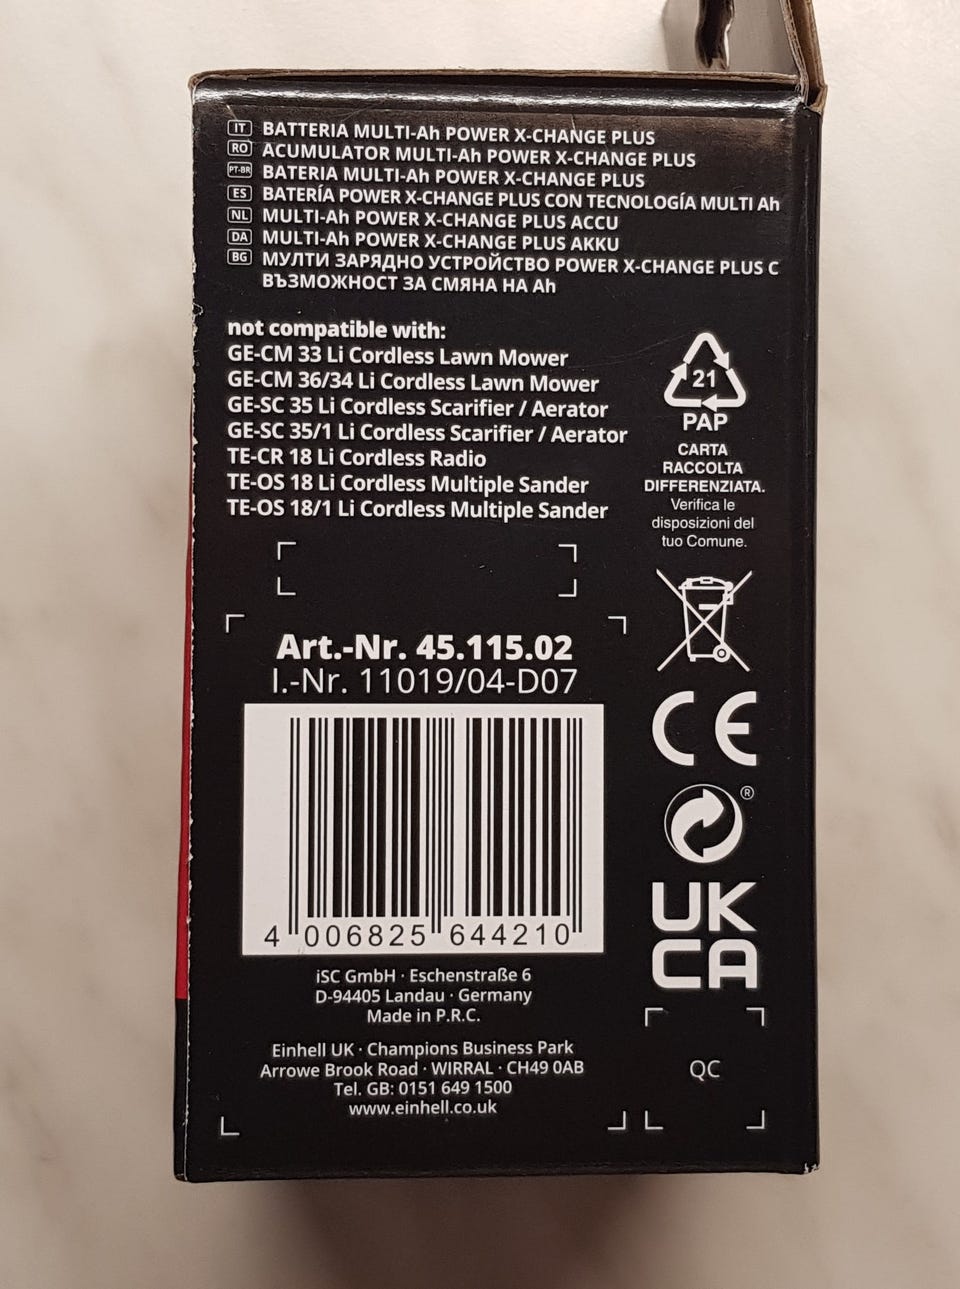 IT BATTERIA MULTI-Ah POWER X-CHANGE PLUS
RO ACUMULATOR MULTI-Ah POWER X-CHANGE PLUS
PT-BR BATERIA MULTI-Ah POWER X-CHANGE PLUS
ES BATERÍA POWER X-CHANGE PLUS CON TECNOLOGÍA MULTI Ah
NL MULTI-Ah POWER X-CHANGE PLUS ACCU
DA MULTI-Ah POWER X-CHANGE PLUS AKKU
BG МУЛТИ ЗАРЯДНО УСТРОЙСТВО POWER X-CHANGE PLUS С
ВЪЗМОЖНОСТ ЗА СМЯНА НА Ah
not compatible with:
GE-CM 33 Li Cordless Lawn Mower
GE-CM 36/34 Li Cordless Lawn Mower
GE-SC 35 Li Cordless Scarifier / Aerator
GE-SC 35/1 Li Cordless Scarifier / Aerator
TE-CR 18 Li Cordless Radio
TE-OS 18 Li Cordless Multiple Sander
TE-OS 18/1 Li Cordless Multiple Sander
Art.-Nr. 45.115.02
I.-Nr. 11019/04-D07
4 006825 644210
iSC GmbH · Eschenstraße 6
D-94405 Landau · Germany
Made in P.R.C.
Einhell UK · Champions Business Park
Arrowe Brook Road · WIRRAL · CH49 0AB
Tel. GB: 0151 649 1500
www.einhell.co.uk
21
PAP
CARTA
RACCOLTA
DIFFERENZIATA.
Verifica le
disposizioni del
tuo Comune.
CE
®
UK
CA
QC